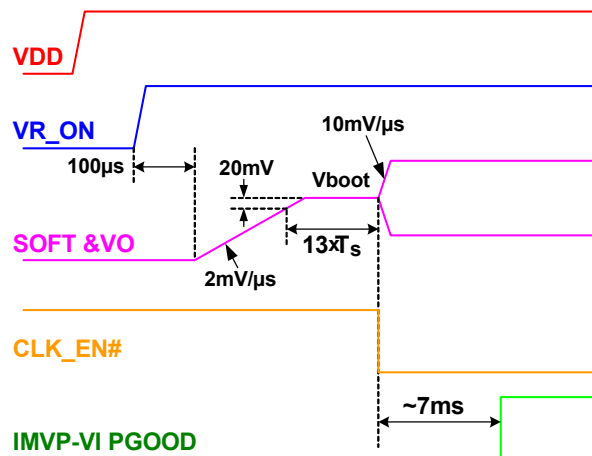 VDD
VR_ON
10mV/µs
100µs
20mV
Vboot
SOFT &VO
13xTs
2mV/µs
CLK_EN#
~7ms
IMVP-VI PGOOD